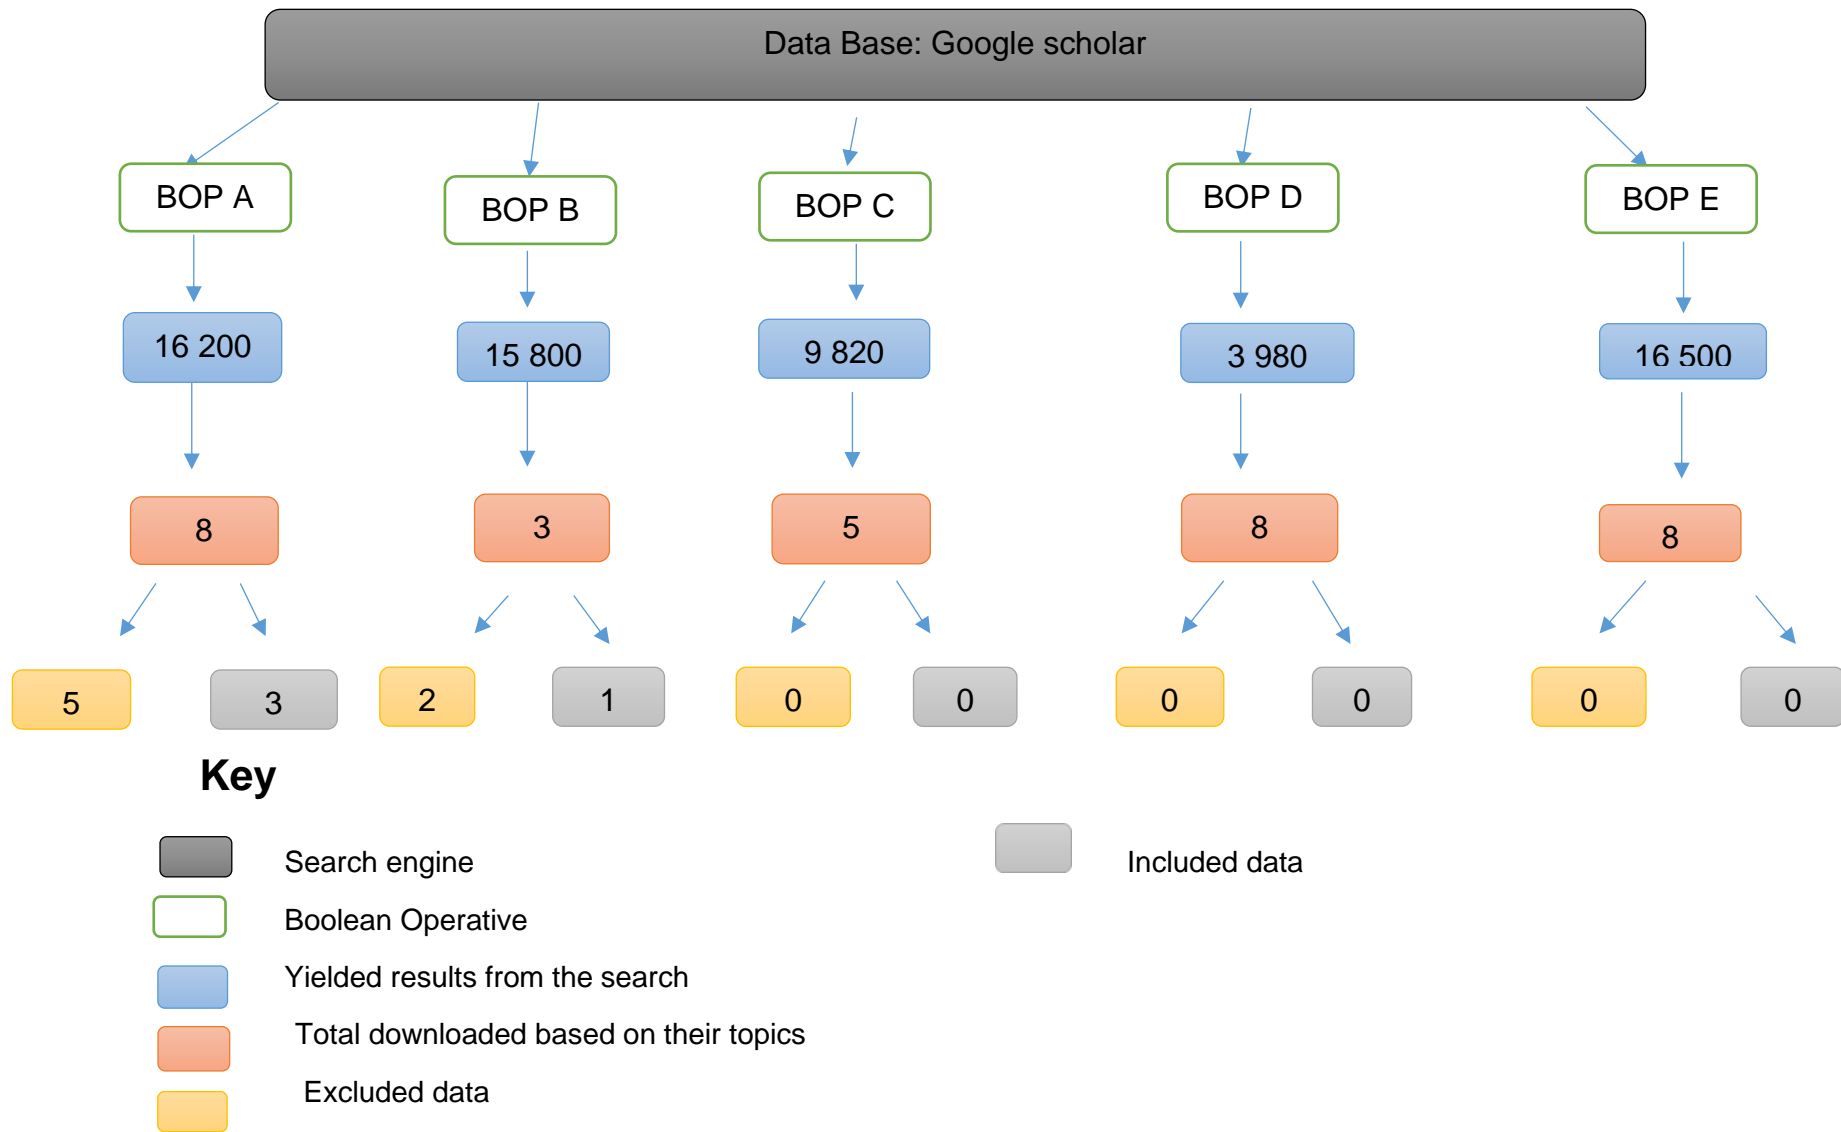 Data Base: Google scholar
BOP A
BOP B
BOP C
BOP D
BOP E
16 200
15 800
9 820
3 980
16 500
8
3
5
8
8
5
3
2
1
0
0
0
0
0
0
Key
Search engine
Included data
Boolean Operative
Yielded results from the search
Total downloaded based on their topics
Excluded data